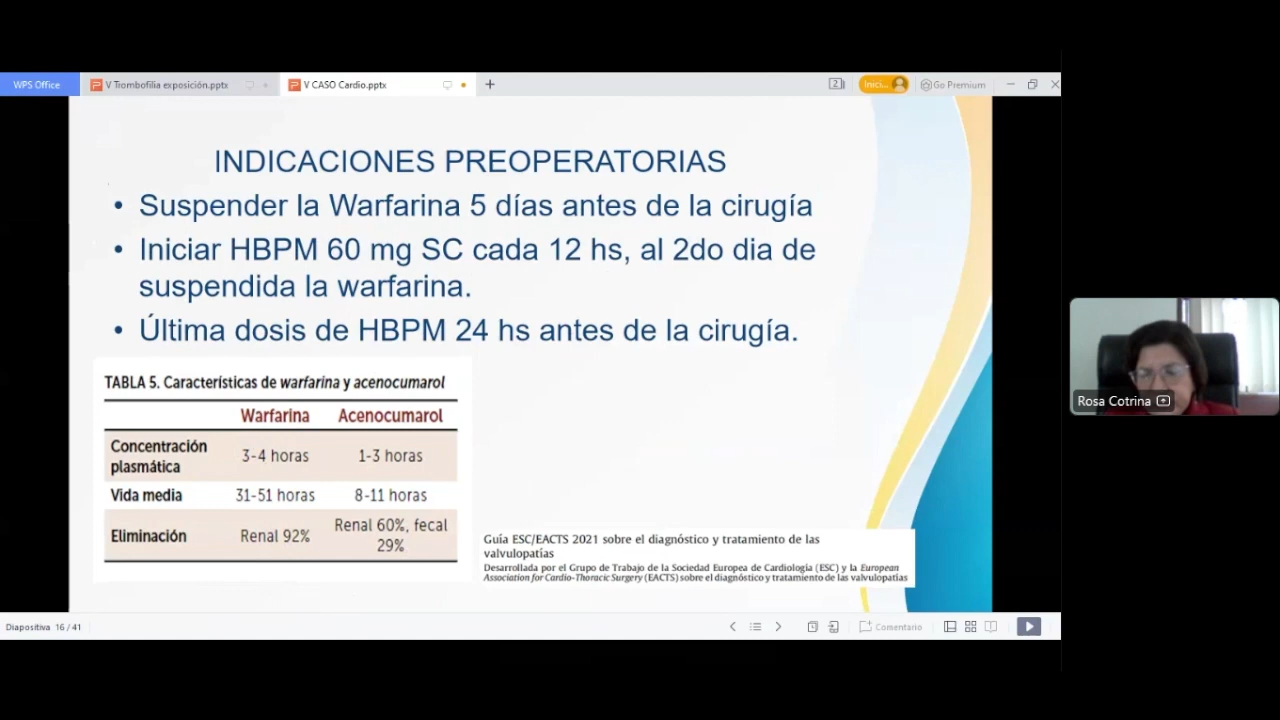 WPS Office
V Trombofilia exposición.pptx
V CASO Cardio.pptx
2
Inici...
Go Premium
INDICACIONES PREOPERATORIAS
• Suspender la Warfarina 5 días antes de la cirugía
• Iniciar HBPM 60 mg SC cada 12 hs, al 2do dia de
suspendida la warfarina.
• Última dosis de HBPM 24 hs antes de la cirugía.
TABLA 5. Características de warfarina y acenocumarol
Warfarina Acenocumarol
Concentración plasmática 3-4 horas 1-3 horas
Vida media 31-51 horas 8-11 horas
Eliminación Renal 92% Renal 60%, fecal 29%
Guía ESC/EACTS 2021 sobre el diagnóstico y tratamiento de las
valvulopatías
Desarrollada por el Grupo de Trabajo de la Sociedad Europea de Cardiología (ESC) y la European
Association for Cardio-Thoracic Surgery (EACTS) sobre el diagnóstico y tratamiento de las valvulopatías
Rosa Cotrina
Diapositiva 16 / 41
Comentario